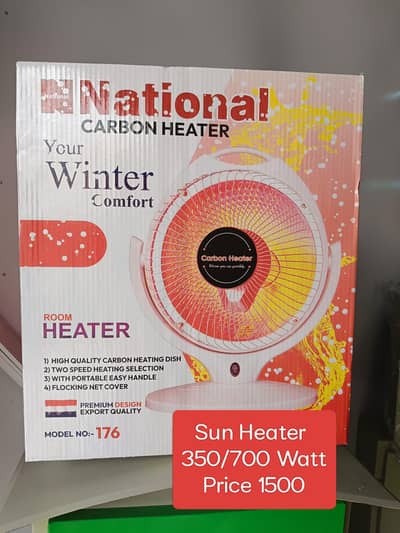 National
CARBON HEATER
Your
Winter
Comfort
Carbon Heater
ROOM
HEATER
1) HIGH QUALITY CARBON HEATING DISH
2) TWO SPEED HEATING SELECTION
3) WITH PORTABLE EASY HANDLE
4) FLOCKING NET COVER
PREMIUM DESIGN
EXPORT QUALITY
MODEL NO:- 176
Sun Heater
350/700 Watt
Price 1500